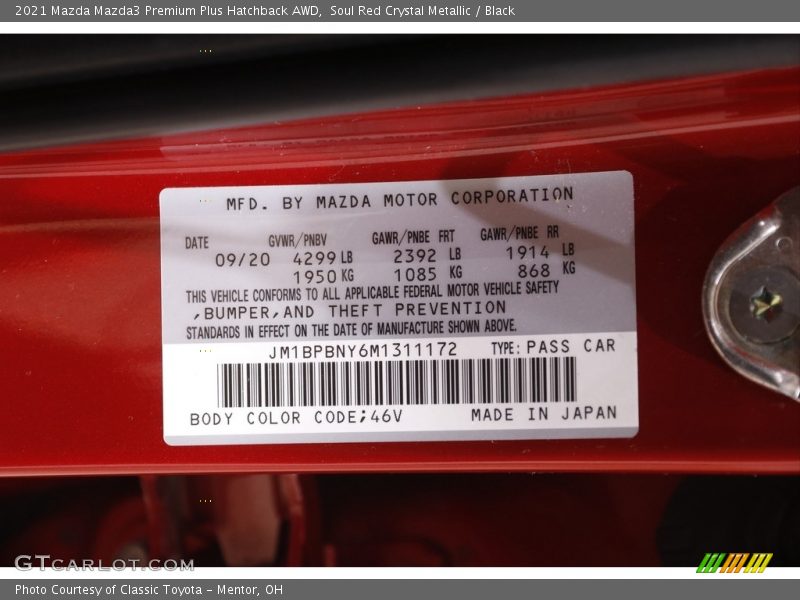 2021 Mazda Mazda3 Premium Plus Hatchback AWD, Soul Red Crystal Metallic / Black
MFD. BY MAZDA MOTOR CORPORATION
DATE GVWR/PNBV GAWR/PNBE FRT GAWR/PNBE RR
09/20 4299 LB 2392 LB 1914 LB
1950 KG 1085 KG 868 KG
THIS VEHICLE CONFORMS TO ALL APPLICABLE FEDERAL MOTOR VEHICLE SAFETY
,BUMPER,AND THEFT PREVENTION
STANDARDS IN EFFECT ON THE DATE OF MANUFACTURE SHOWN ABOVE.
JM1BPBNY6M1311172 TYPE: PASS CAR
BODY COLOR CODE;46V MADE IN JAPAN
GTCARLOT.COM
Photo Courtesy of Classic Toyota - Mentor, OH